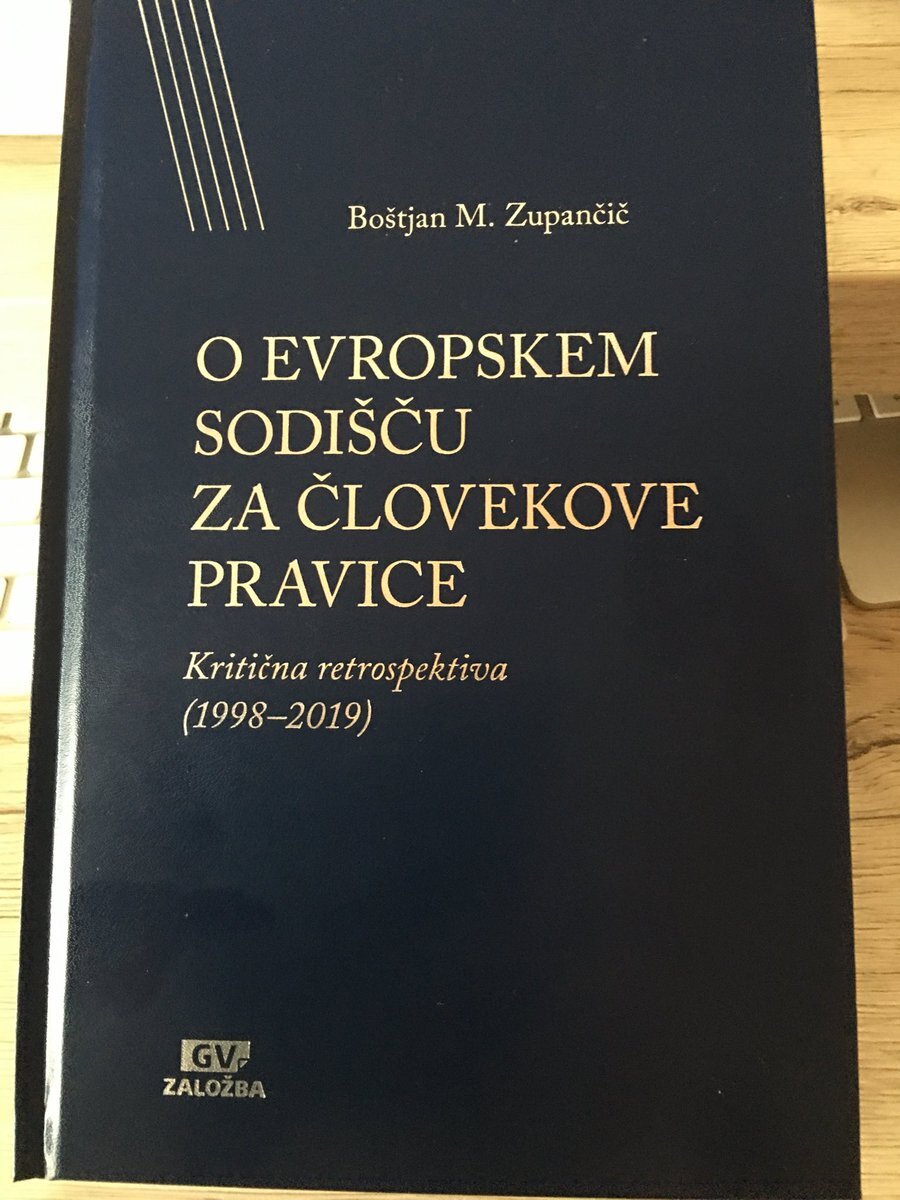 Boštjan M. Zupančič
O EVROPSKEM
SODIŠČU
ZA ČLOVEKOVE
PRAVICE
Kritična retrospektiva
(1998–2019)
GV
ZALOŽBA